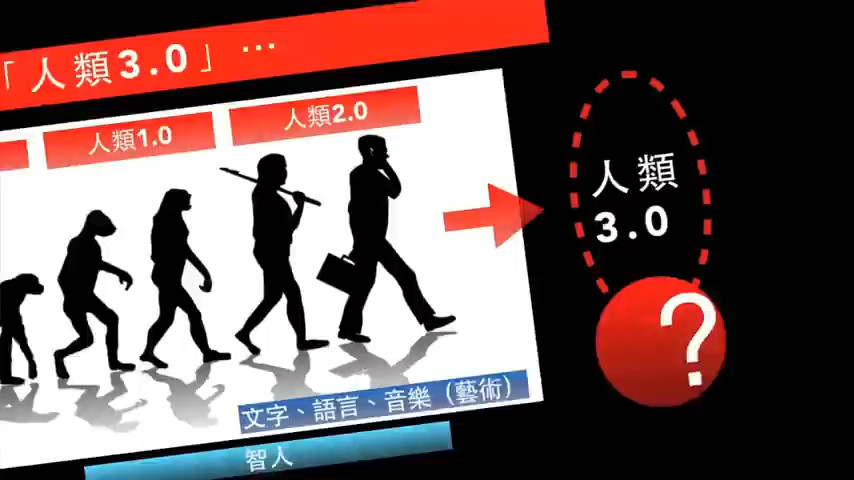 「人類3.0」…
人類1.0
人類2.0
人類
3.0
?
文字、語言、音樂（藝術）
智人